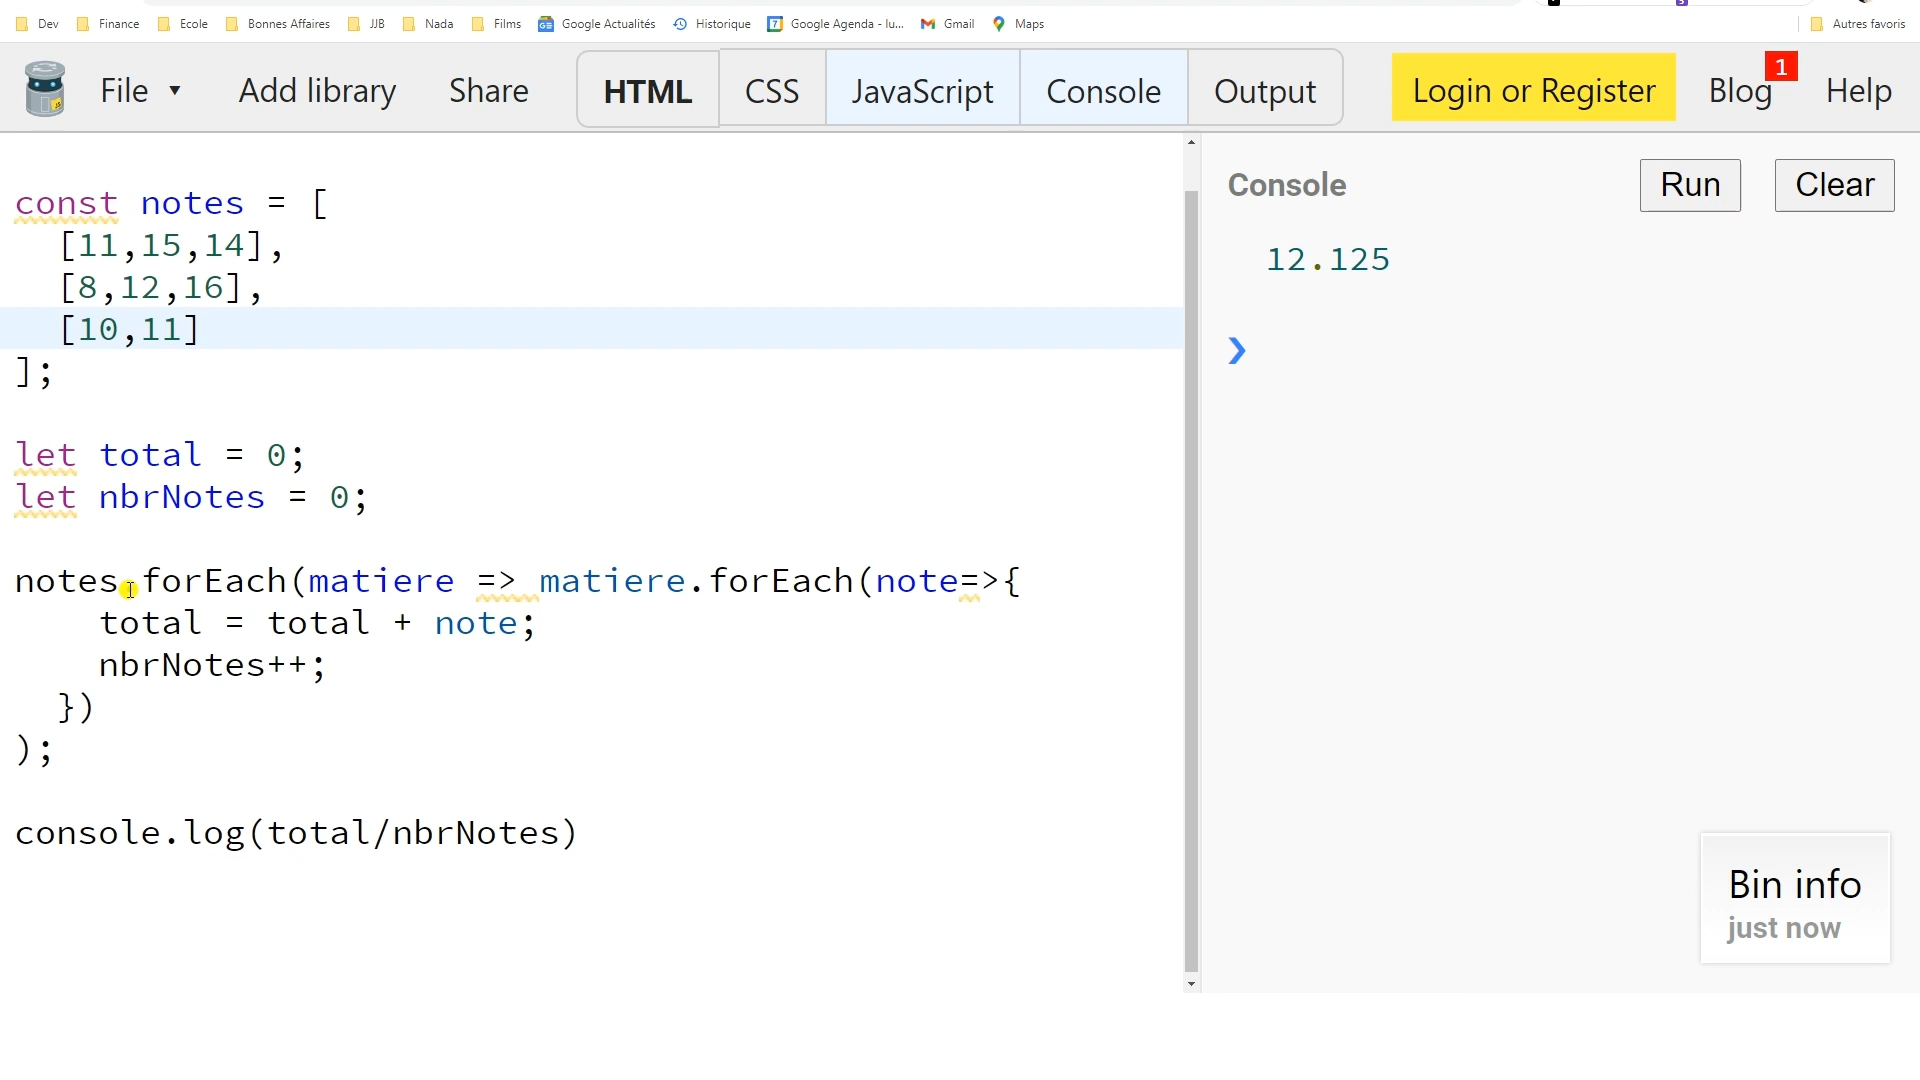 Dev Finance Ecole Bonnes Affaires JJB Nada Films Google Actualités Historique Google Agenda - lu... Gmail Maps Autres favoris
File ▼ Add library Share HTML CSS JavaScript Console Output Login or Register Blog 1 Help
Console Run Clear
12.125
❯
const notes = [
[11,15,14],
[8,12,16],
[10,11]
];
let total = 0;
let nbrNotes = 0;
notes.forEach(matiere => matiere.forEach(note=>{
total = total + note;
nbrNotes++;
})
);
console.log(total/nbrNotes)
Bin info
just now